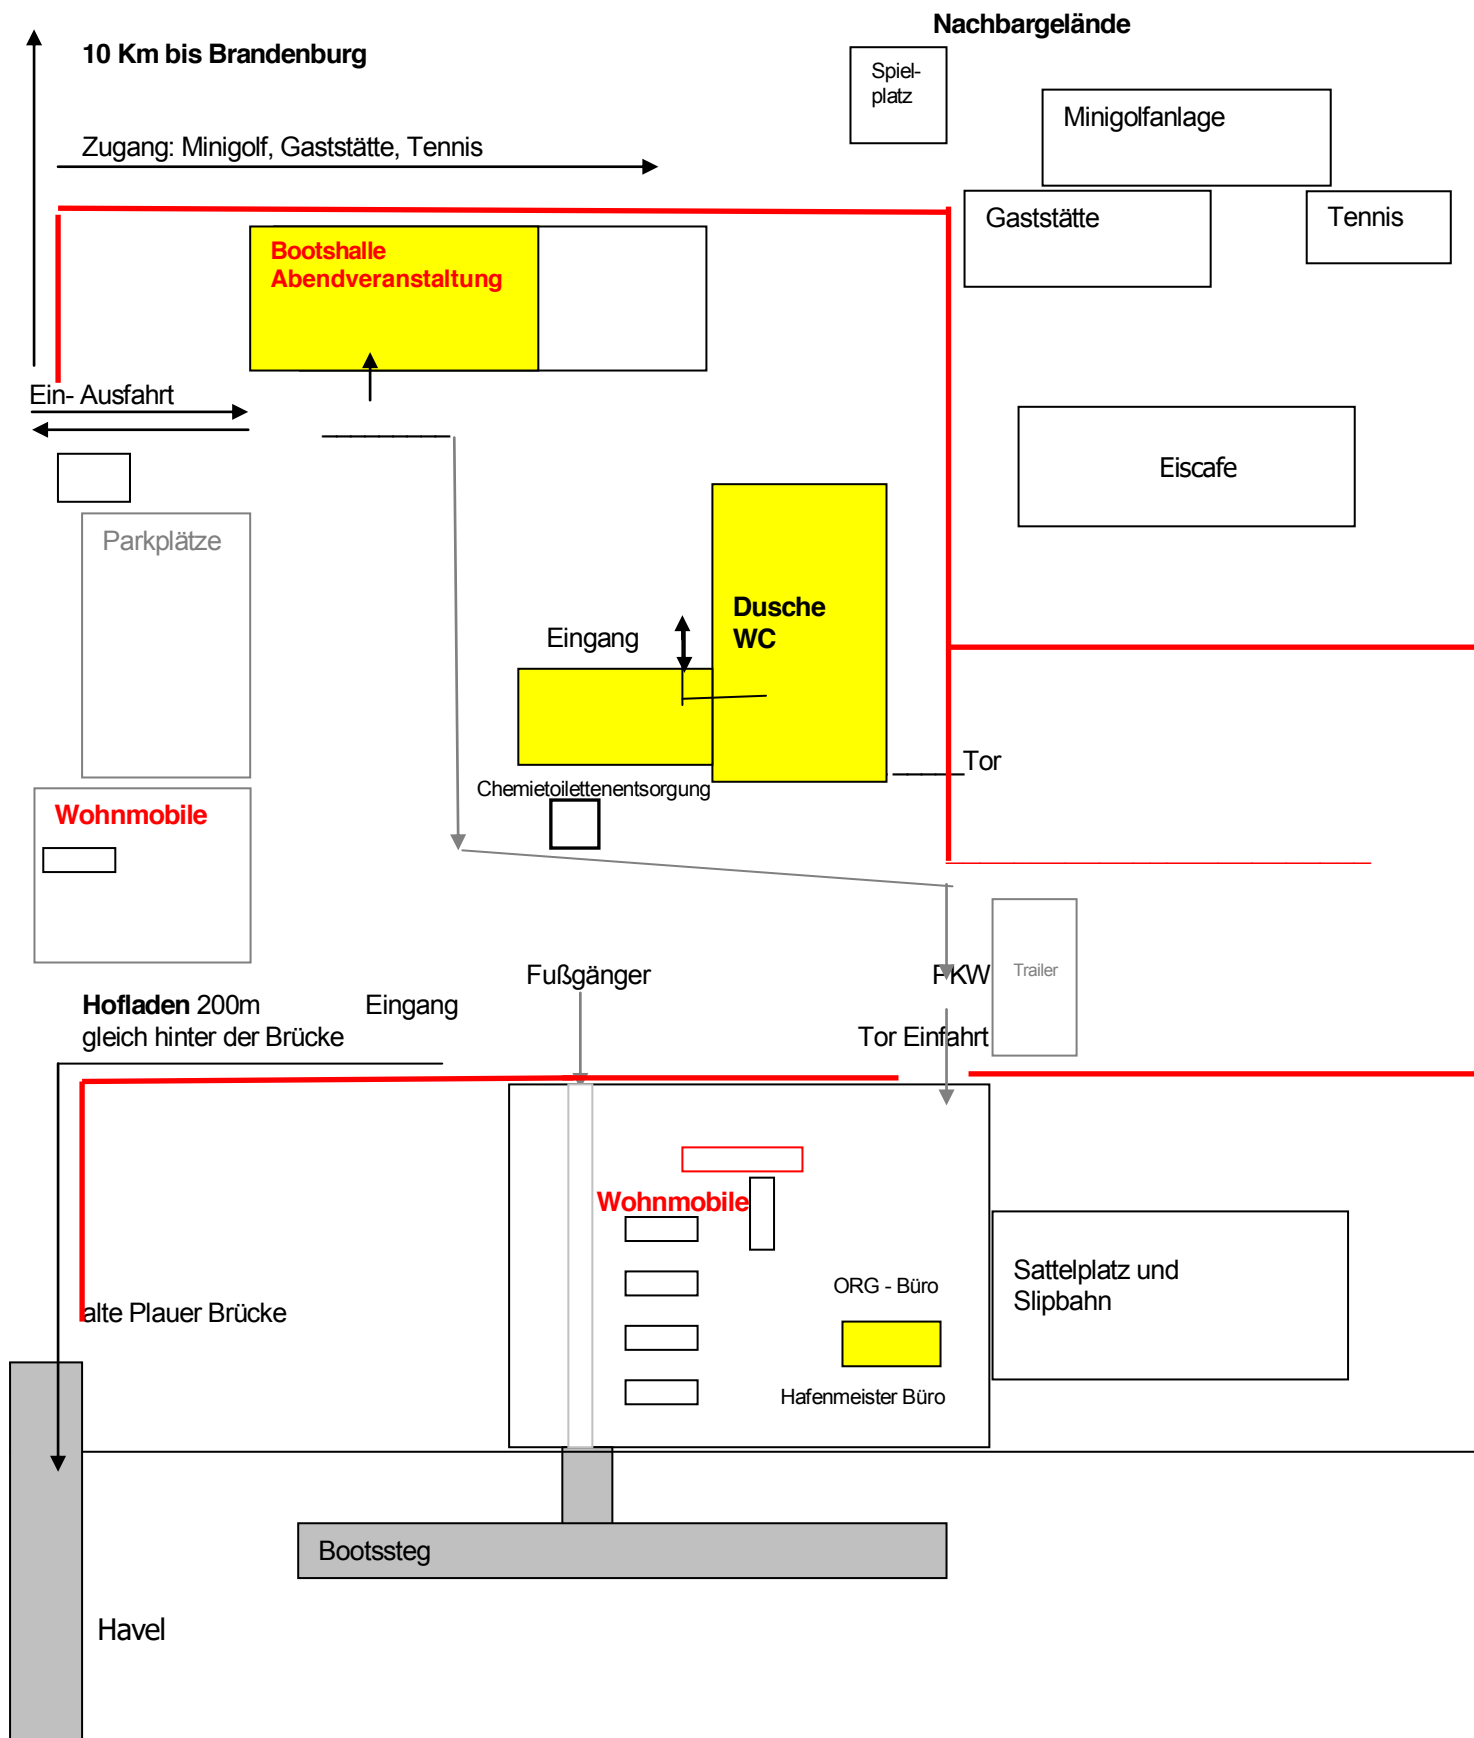 Nachbargelände
10 Km bis Brandenburg
Spiel-
platz
Minigolfanlage
Zugang: Minigolf, Gaststätte, Tennis
Gaststätte
Tennis
Bootshalle
Abendveranstaltung
Ein- Ausfahrt
Eiscafe
Parkplätze
Dusche
WC
Eingang
Tor
Chemietoilettenentsorgung
Wohnmobile
Fußgänger
PKW
Trailer
Hofladen 200m
gleich hinter der Brücke
Eingang
Tor Einfahrt
Wohnmobile
ORG - Büro
Sattelplatz und
Slipbahn
alte Plauer Brücke
Hafenmeister Büro
Bootssteg
Havel